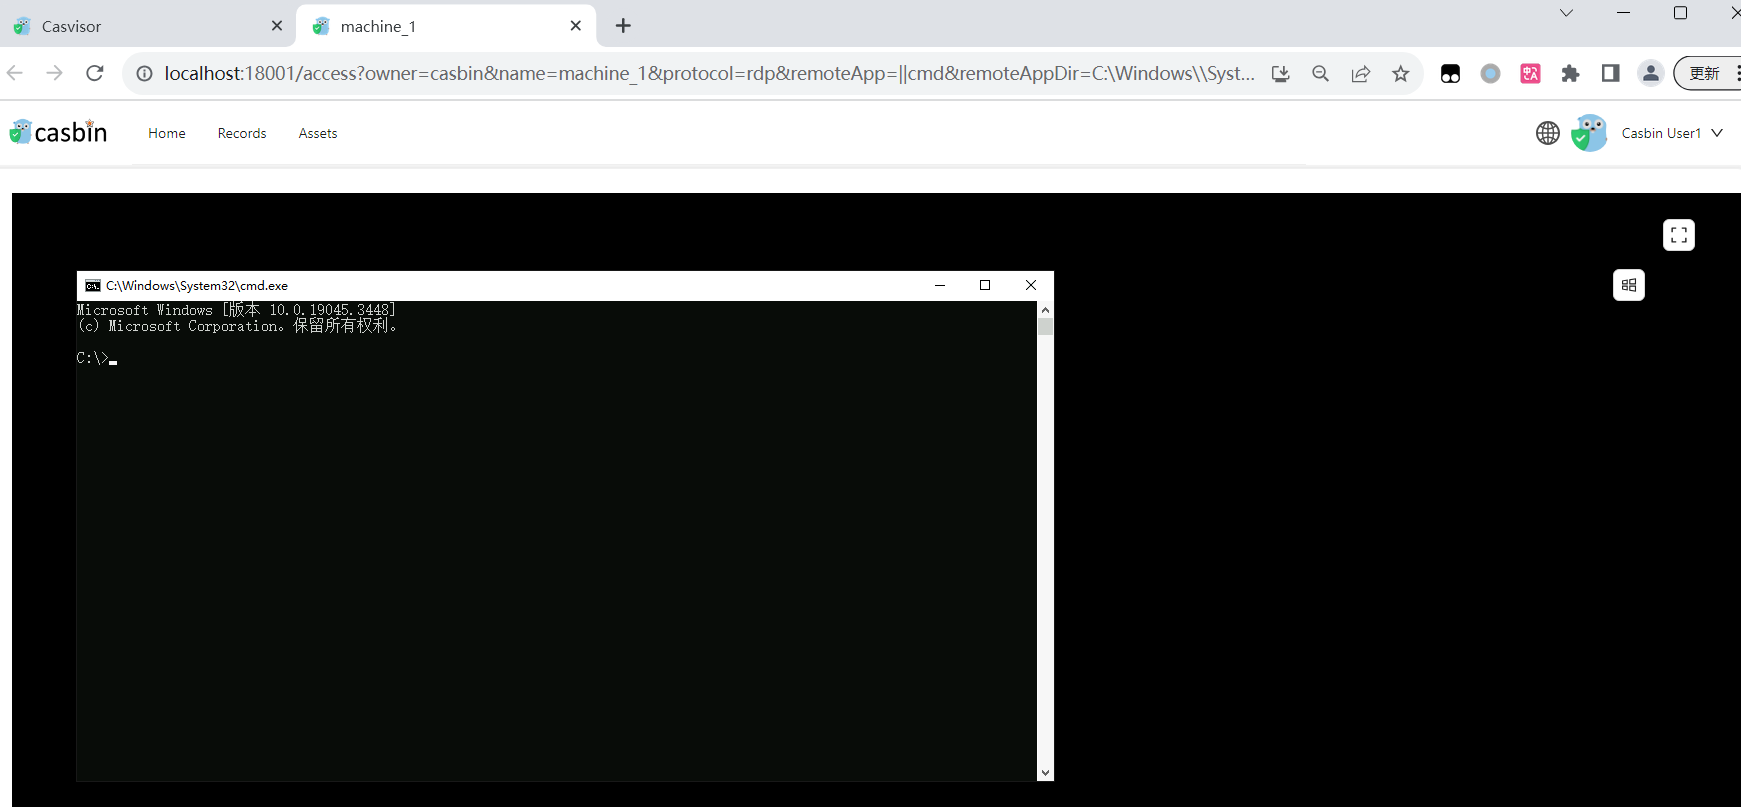 Casvisor
machine_1
localhost:18001/access?owner=casbin&name=machine_1&protocol=rdp&remoteApp=||cmd&remoteAppDir=C:\Windows\\Syst...
更新
casbin
Home
Records
Assets
Casbin User1
C:\Windows\System32\cmd.exe
Microsoft Windows [版本 10.0.19045.3448]
(c) Microsoft Corporation。保留所有权利。
C:\>